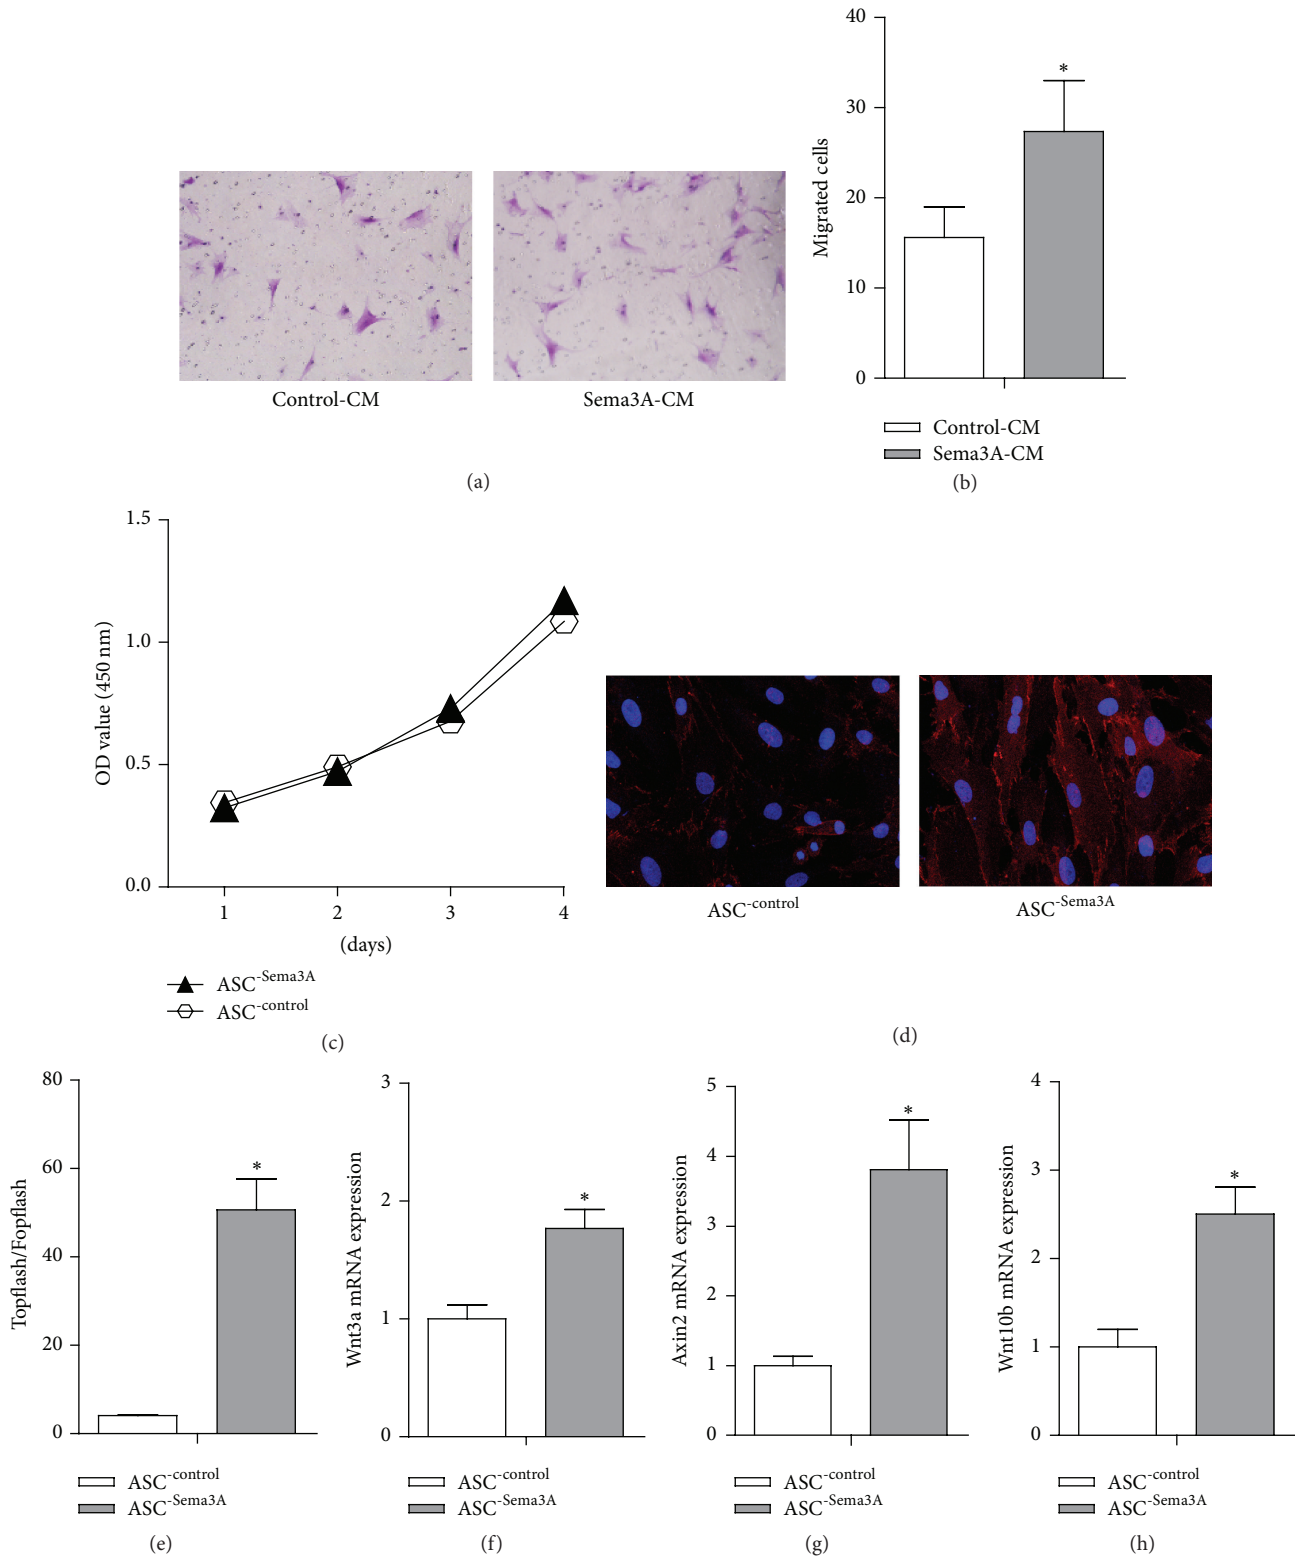 40
30
20
10
0
Migrated cells
*
Control-CM
Sema3A-CM
Control-CM
Sema3A-CM
(a)
(b)
1.5
1.0
0.5
0.0
OD value (450 nm)
1 2 3 4
(days)
ASC-Sema3A
ASC-control
(c)
ASC-control
ASC-Sema3A
(d)
80
60
40
20
0
Topflash/Fopflash
*
ASC-control
ASC-Sema3A
(e)
3
2
1
0
Wnt3a mRNA expression
*
ASC-control
ASC-Sema3A
(f)
5
4
3
2
1
0
Axin2 mRNA expression
*
ASC-control
ASC-Sema3A
(g)
4
3
2
1
0
Wnt10b mRNA expression
*
ASC-control
ASC-Sema3A
(h)